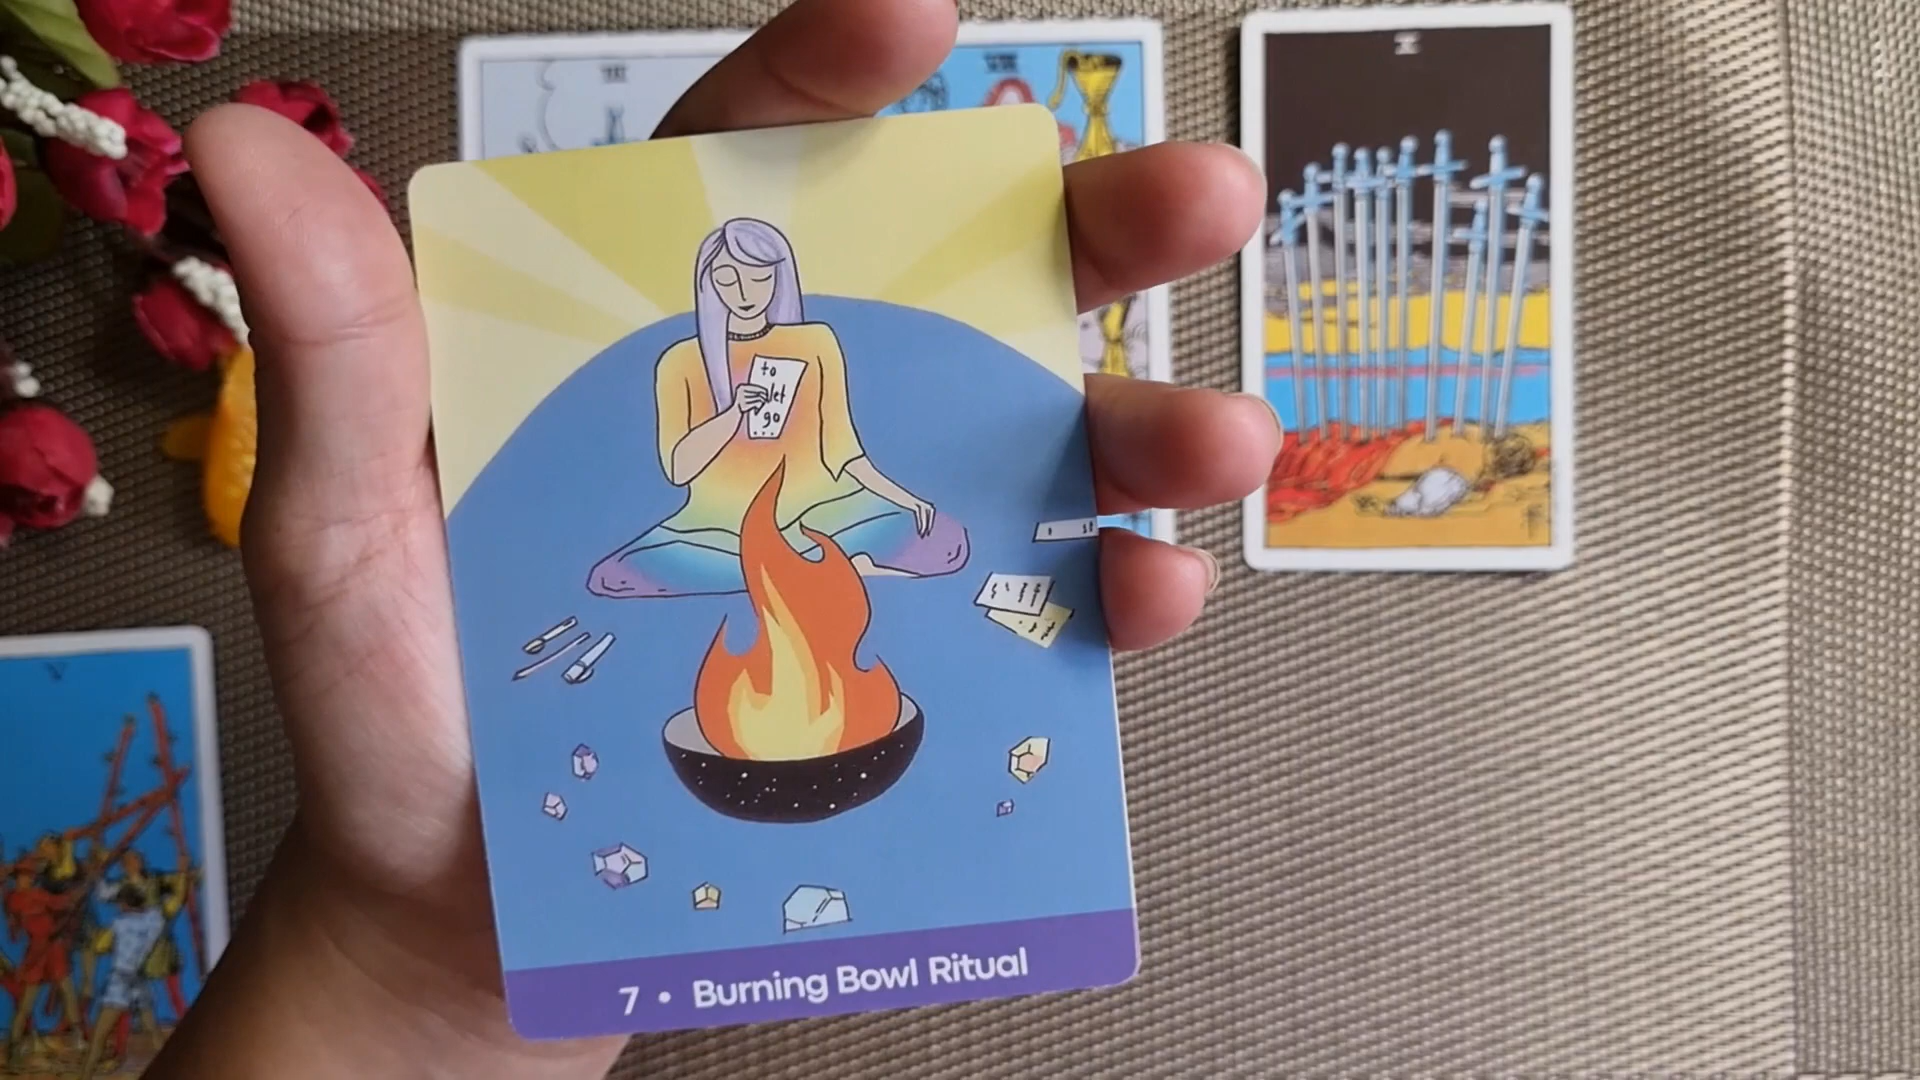 X
V
to
let
go
...
7 • Burning Bowl Ritual